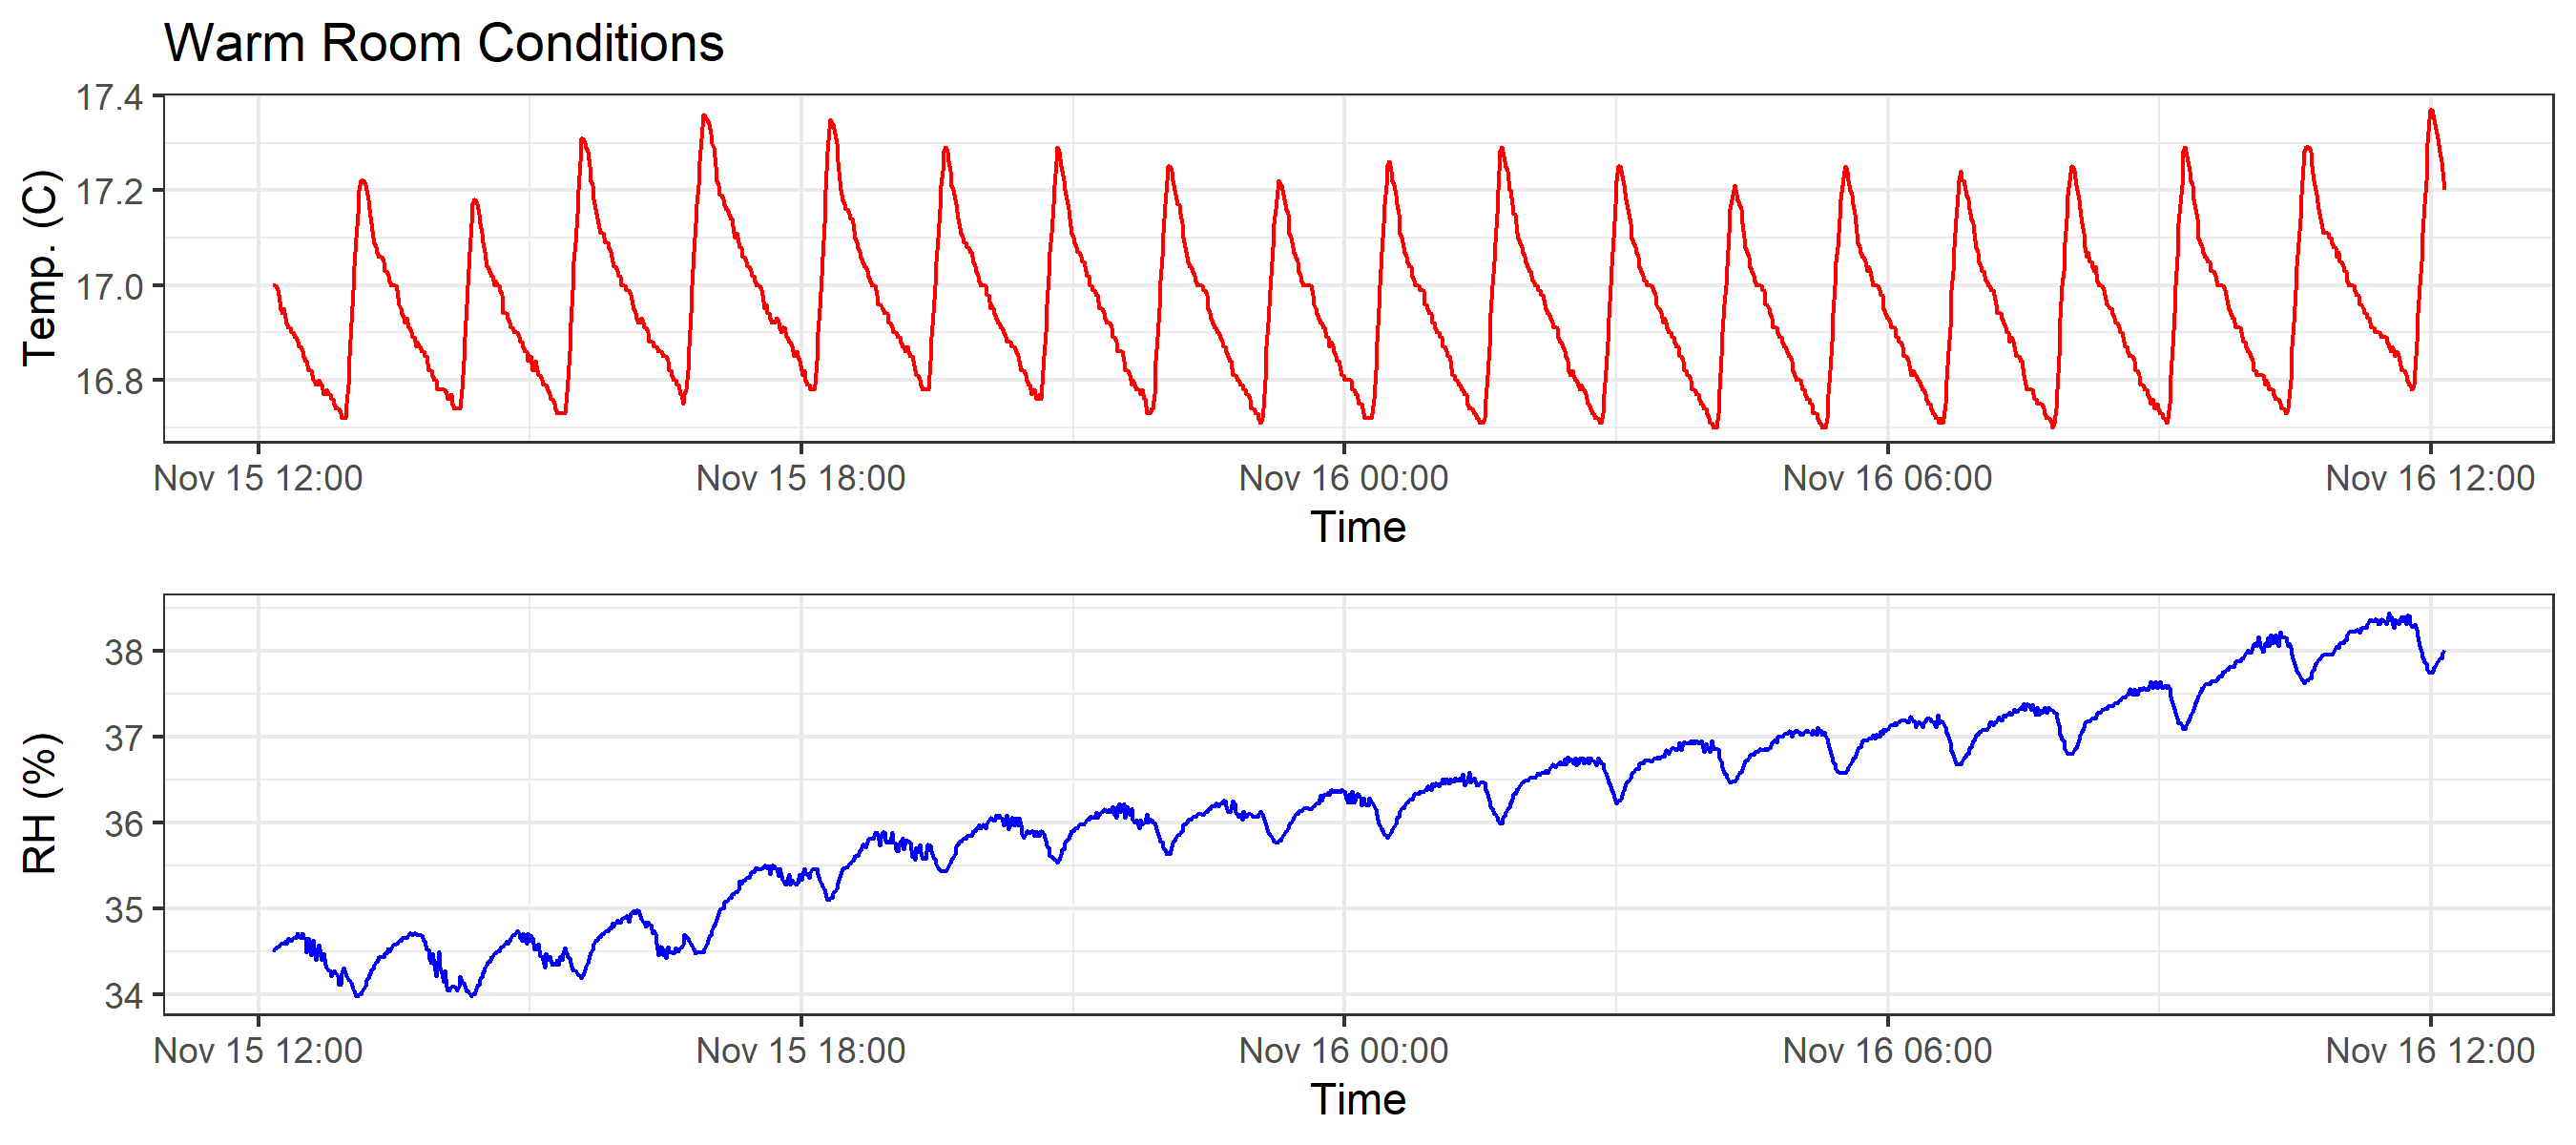 Warm Room Conditions
Temp. (C)
17.4
17.2
17.0
16.8
Nov 15 12:00 Nov 15 18:00 Nov 16 00:00 Nov 16 06:00 Nov 16 12:00
Time
RH (%)
38
37
36
35
34
Nov 15 12:00 Nov 15 18:00 Nov 16 00:00 Nov 16 06:00 Nov 16 12:00
Time